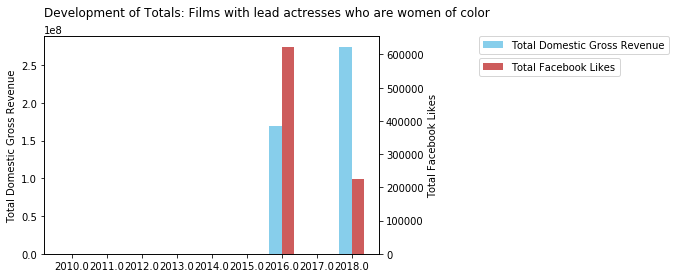 Development of Totals: Films with lead actresses who are women of color
1e8
Total Domestic Gross Revenue
2.5
2.0
1.5
1.0
0.5
0.0
2010.0 2011.0 2012.0 2013.0 2014.0 2015.0 2016.0 2017.0 2018.0
600000
500000
400000
300000
200000
100000
0
Total Facebook Likes
Total Domestic Gross Revenue
Total Facebook Likes